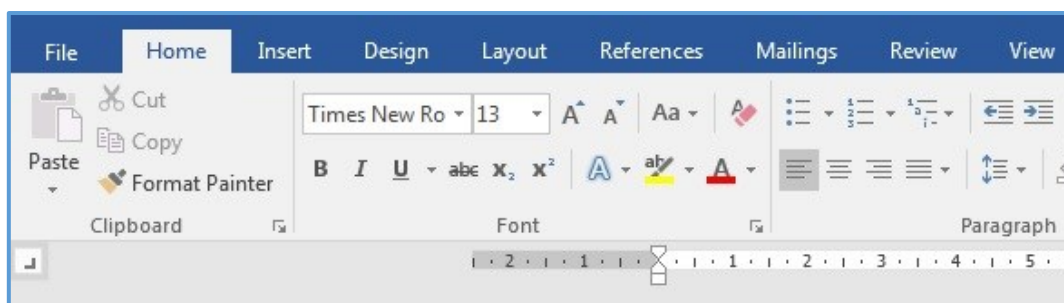 File Home Insert Design Layout References Mailings Review View
Cut
Times New Ro 13 A A Aa
Copy
Paste
Format Painter B I U abc X₂ X² A ab A
Clipboard Font Paragraph
2 1 1 2 3 4 5